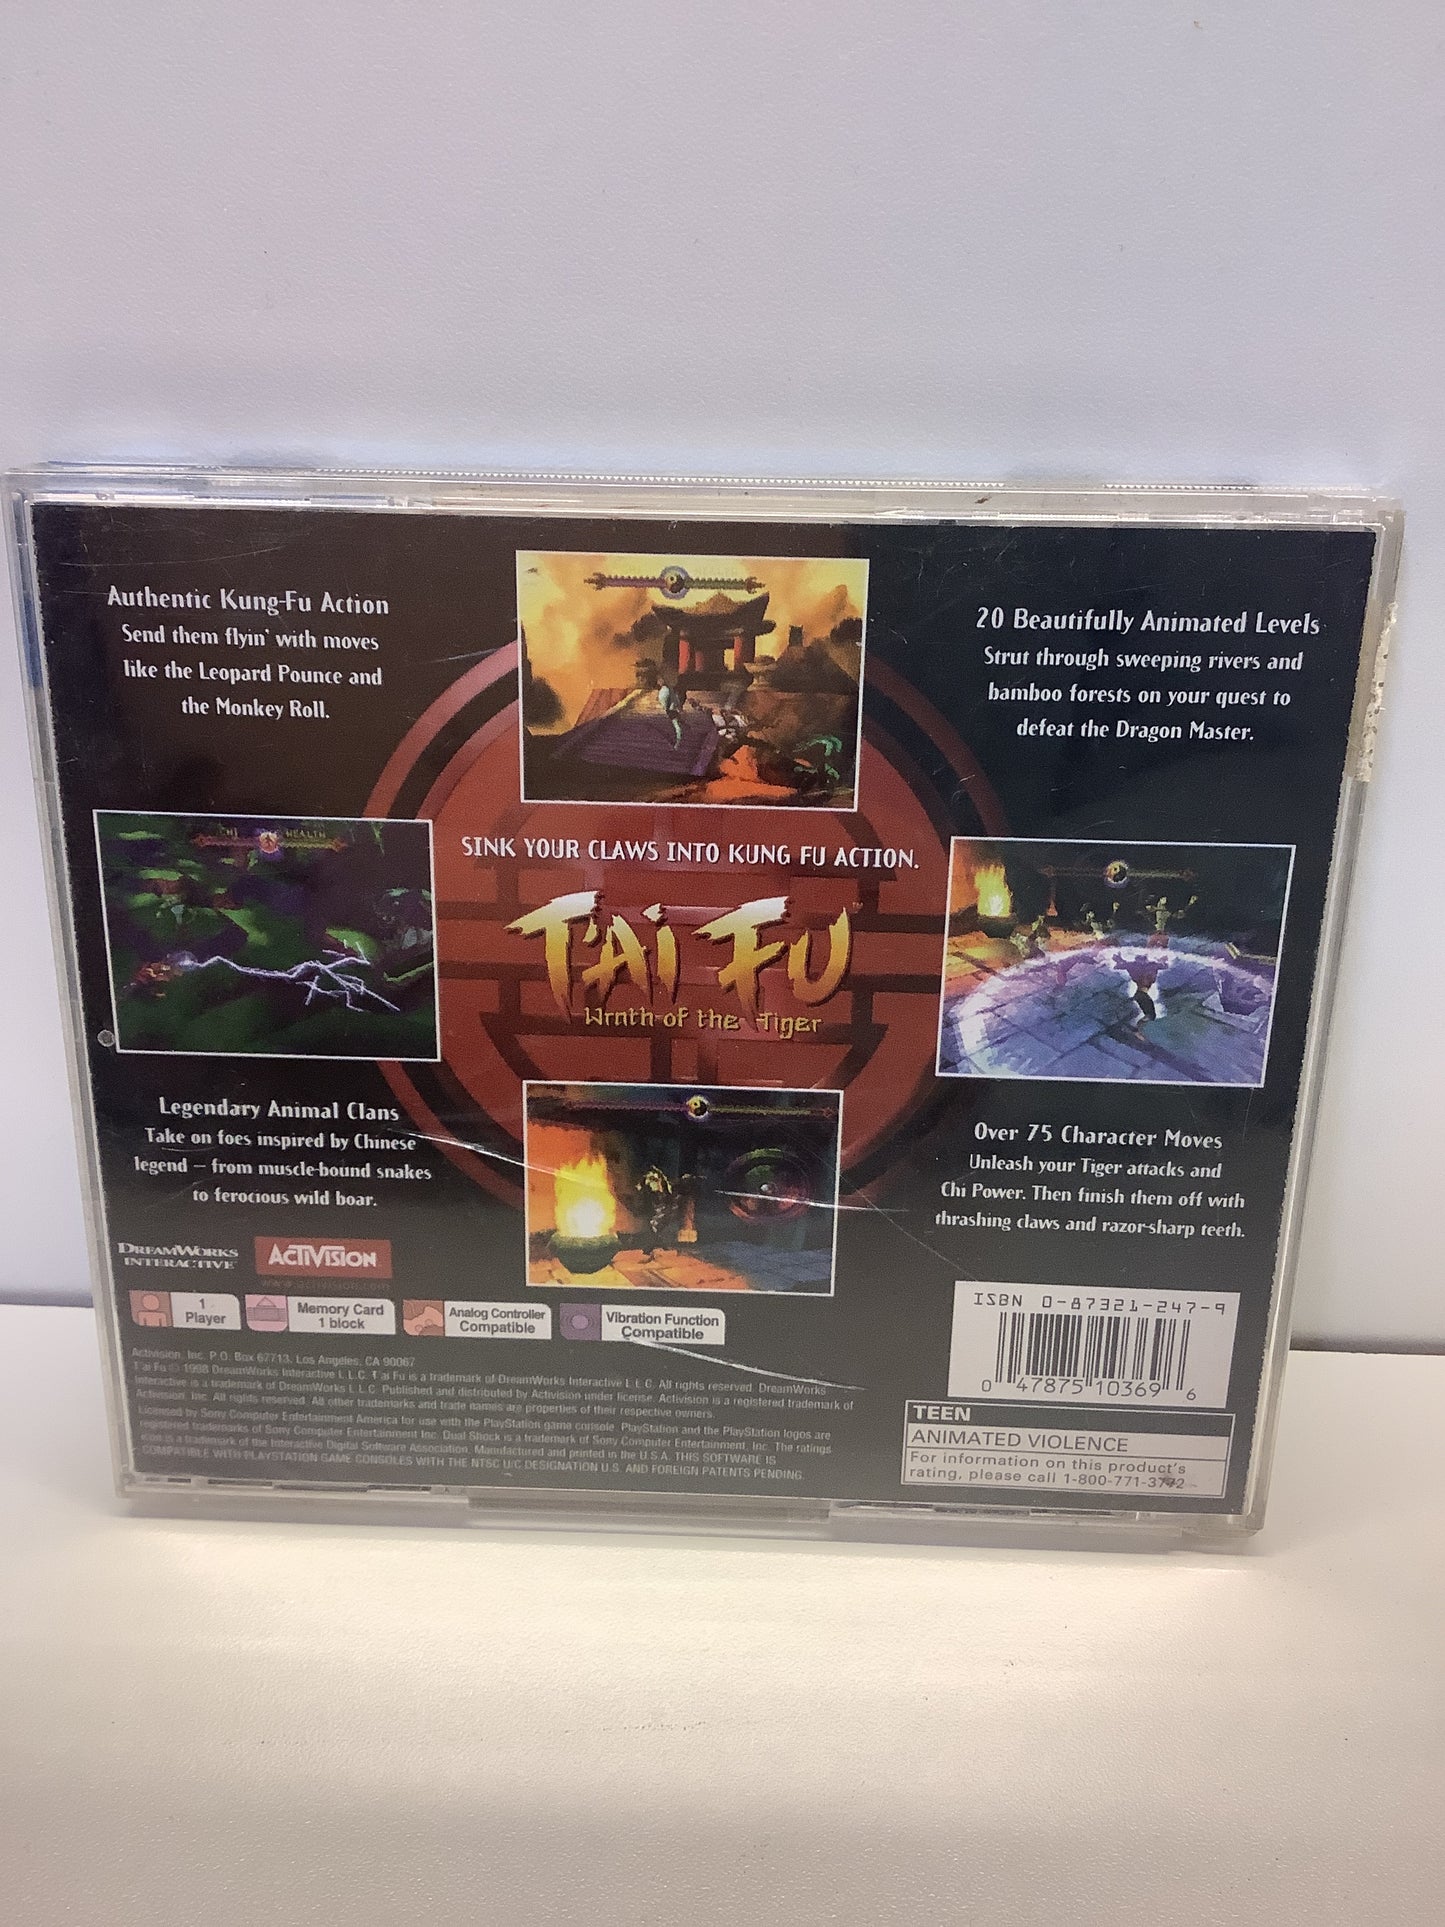 Authentic Kung-Fu Action
Send them flyin' with moves
like the Leopard Pounce and
the Monkey Roll.
20 Beautifully Animated Levels
Strut through sweeping rivers and
bamboo forests on your quest to
defeat the Dragon Master.
CHI HEALTH
SINK YOUR CLAWS INTO KUNG FU ACTION.
T'AI FU
Wrath of the Tiger
Legendary Animal Clans
Take on foes inspired by Chinese
legend – from muscle-bound snakes
to ferocious wild boar.
Over 75 Character Moves
Unleash your Tiger attacks and
Chi Power. Then finish them off with
thrashing claws and razor-sharp teeth.
DREAMWORKS
INTERACTIVE
ACTIVISION
1
Player
Memory Card
1 block
Analog Controller
Compatible
Vibration Function
Compatible
Activision, Inc. P.O. Box 67713, Los Angeles, CA 90067
T'ai Fu © 1998 DreamWorks Interactive L.L.C. T'ai Fu is a trademark of DreamWorks Interactive L.L.C. All rights reserved. DreamWorks
Interactive is a trademark of DreamWorks L.L.C. Published and distributed by Activision under license. Activision is a registered trademark of
Activision, Inc. All rights reserved. All other trademarks and trade names are properties of their respective owners.
Licensed by Sony Computer Entertainment America for use with the PlayStation game console. PlayStation and the PlayStation logos are
registered trademarks of Sony Computer Entertainment Inc. Dual Shock is a trademark of Sony Computer Entertainment, Inc. The ratings
icon is a trademark of the Interactive Digital Software Association. Manufactured and printed in the U.S.A. THIS SOFTWARE IS
COMPATIBLE WITH PLAYSTATION GAME CONSOLES WITH THE NTSC U/C DESIGNATION U.S. AND FOREIGN PATENTS PENDING.
ISBN 0-87321-247-9
0 47875 10369 6
TEEN
ANIMATED VIOLENCE
For information on this product's
rating, please call 1-800-771-3772